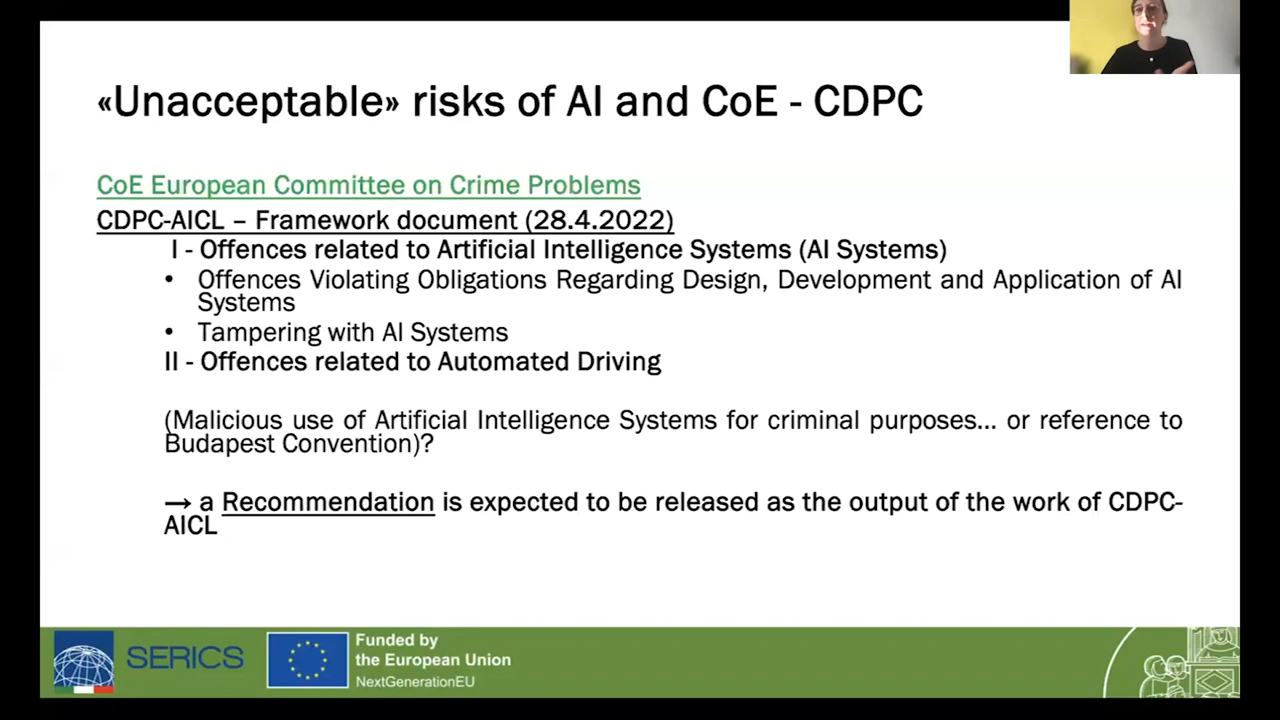 «Unacceptable» risks of AI and CoE - CDPC
CoE European Committee on Crime Problems
CDPC-AICL – Framework document (28.4.2022)
I - Offences related to Artificial Intelligence Systems (AI Systems)
• Offences Violating Obligations Regarding Design, Development and Application of AI
Systems
• Tampering with AI Systems
II - Offences related to Automated Driving
(Malicious use of Artificial Intelligence Systems for criminal purposes... or reference to
Budapest Convention)?
→ a Recommendation is expected to be released as the output of the work of CDPC-
AICL
SERICS
Funded by
the European Union
NextGenerationEU